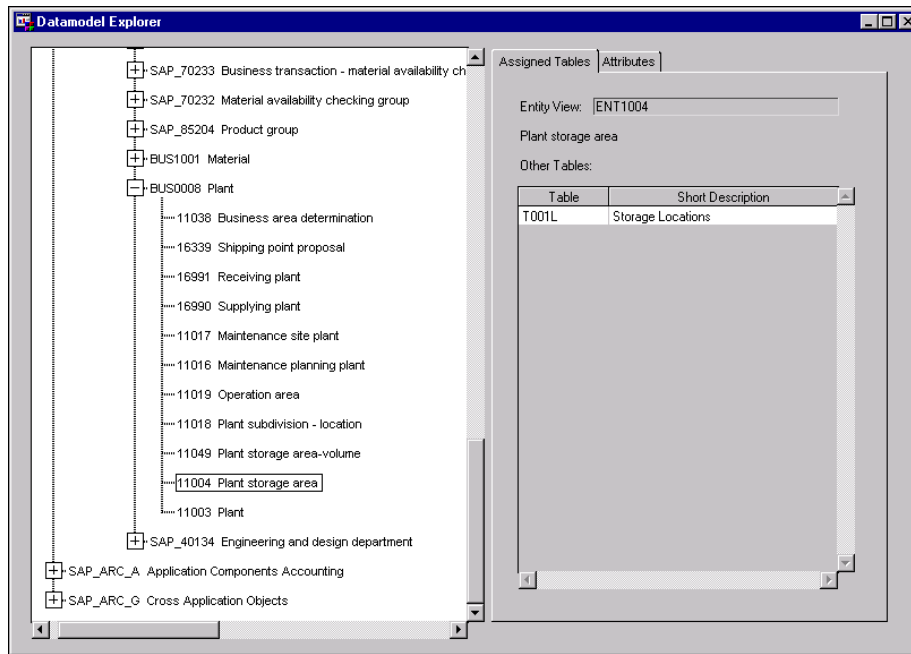 Datamodel Explorer
SAP_70233 Business transaction - material availability ch
SAP_70232 Material availability checking group
SAP_85204 Product group
BUS1001 Material
BUS0008 Plant
11038 Business area determination
16339 Shipping point proposal
16991 Receiving plant
16990 Supplying plant
11017 Maintenance site plant
11016 Maintenance planning plant
11019 Operation area
11018 Plant subdivision - location
11049 Plant storage area-volume
11004 Plant storage area
11003 Plant
SAP_40134 Engineering and design department
SAP_ARC_A Application Components Accounting
SAP_ARC_G Cross Application Objects
Assigned Tables Attributes
Entity View: ENT1004
Plant storage area
Other Tables:
Table Short Description
T001L Storage Locations